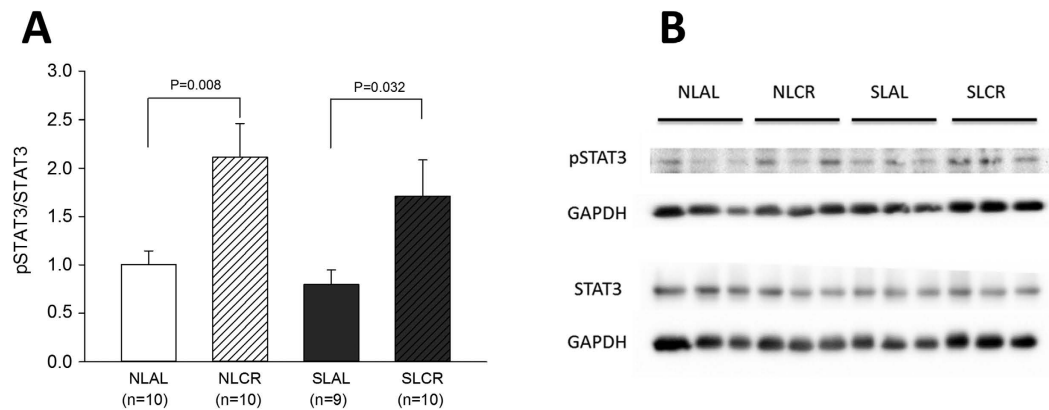 A
pSTAT3/STAT3
3.0
2.5
2.0
1.5
1.0
0.5
0.0
P=0.008
P=0.032
NLAL NLCR SLAL SLCR
(n=10) (n=10) (n=9) (n=10)
B
NLAL NLCR SLAL SLCR
pSTAT3
GAPDH
STAT3
GAPDH